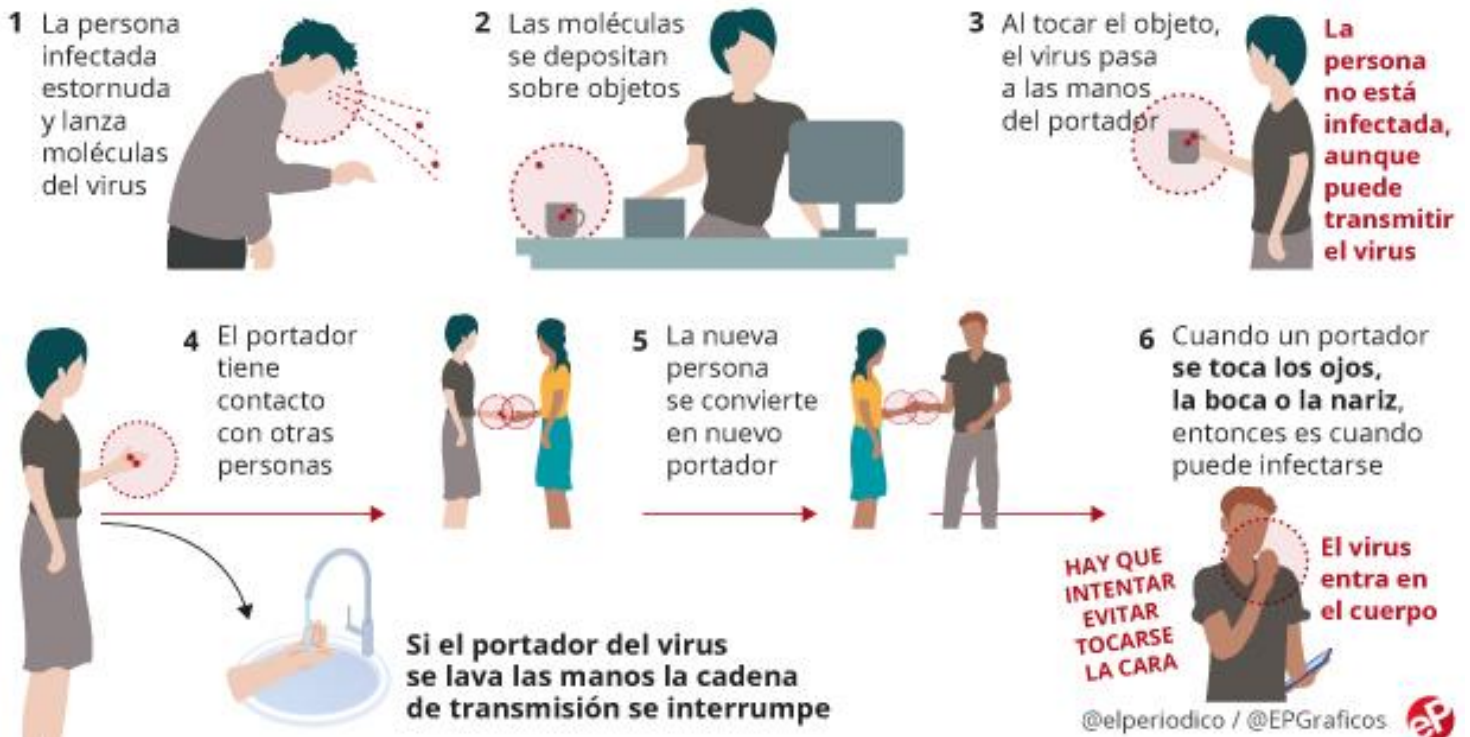 1 La persona
infectada
estornuda
y lanza
moléculas
del virus
2 Las moléculas
se depositan
sobre objetos
3 Al tocar el objeto,
el virus pasa
a las manos
del portador
La
persona
no está
infectada,
aunque
puede
transmitir
el virus
4 El portador
tiene
contacto
con otras
personas
5 La nueva
persona
se convierte
en nuevo
portador
6 Cuando un portador
se toca los ojos,
la boca o la nariz,
entonces es cuando
puede infectarse
HAY QUE
INTENTAR
EVITAR
TOCARSE
LA CARA
El virus
entra en
el cuerpo
Si el portador del virus
se lava las manos la cadena
de transmisión se interrumpe
@elperiodico / @EPGraficos
eP